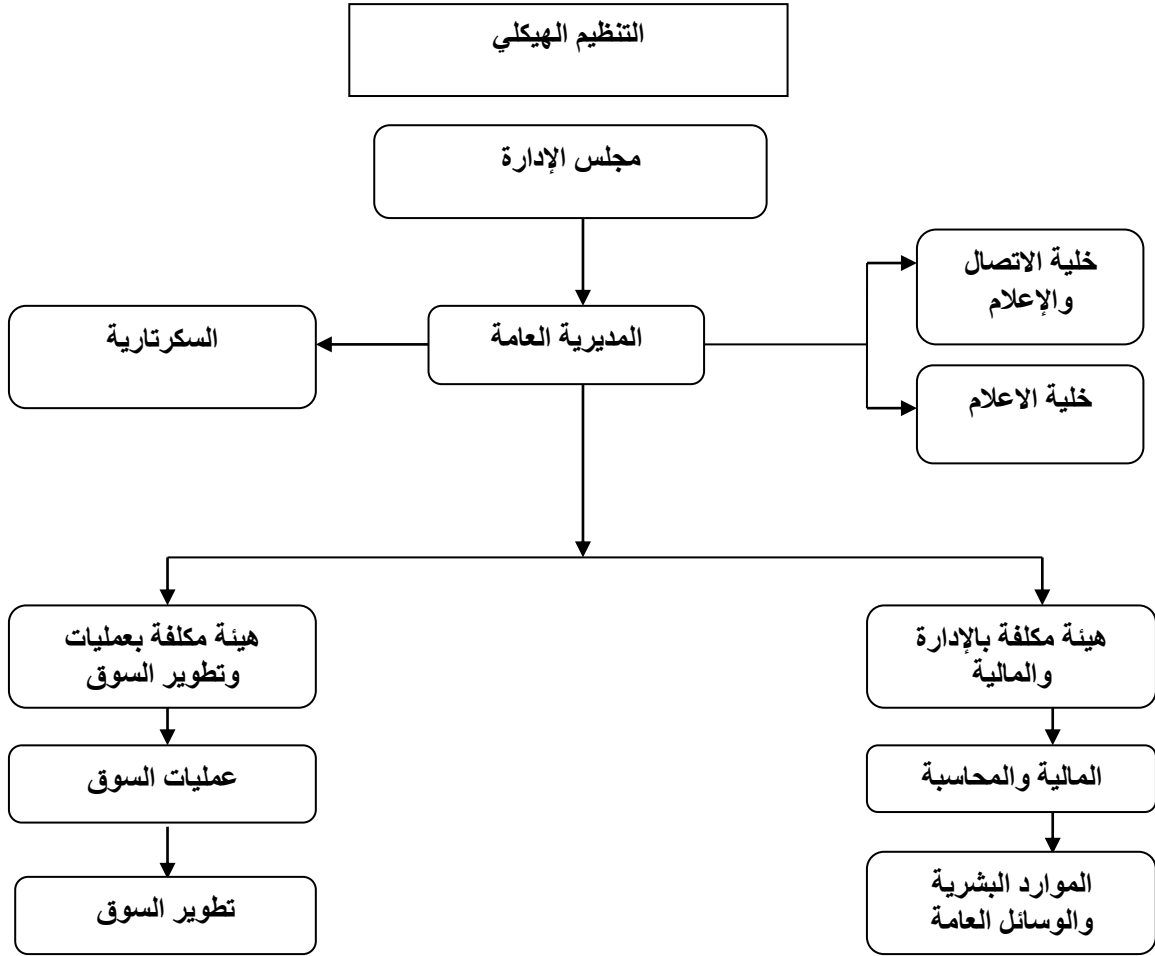 التنظيم الهيكلي
مجلس الإدارة
خلية الاتصال
والإعلام
المديرية العامة
السكرتارية
خلية الاعلام
هيئة مكلفة بالإدارة
والمالية
هيئة مكلفة بعمليات
وتطوير السوق
المالية والمحاسبة
عمليات السوق
الموارد البشرية
والوسائل العامة
تطوير السوق